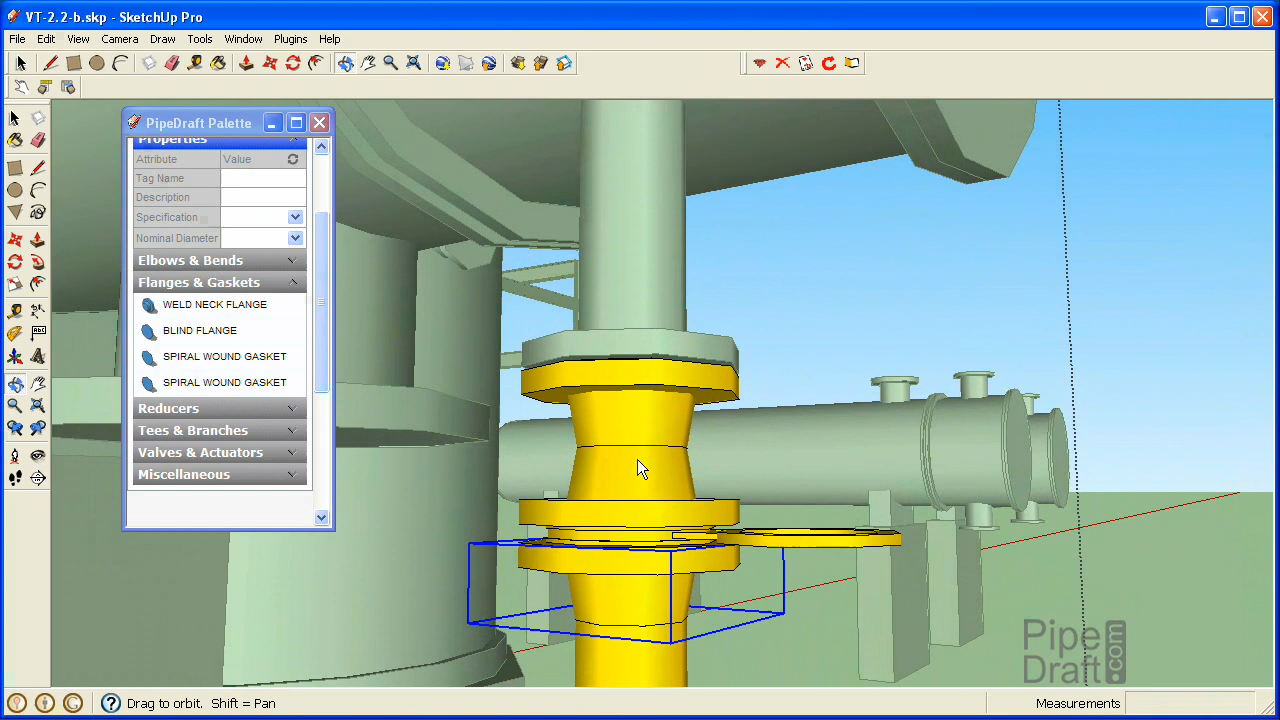 VT-2.2-b.skp - SketchUp Pro
File Edit View Camera Draw Tools Window Plugins Help
PipeDraft Palette
Properties
Attribute Value
Tag Name
Description
Specification
Nominal Diameter
Elbows & Bends
Flanges & Gaskets
WELD NECK FLANGE
BLIND FLANGE
SPIRAL WOUND GASKET
SPIRAL WOUND GASKET
Reducers
Tees & Branches
Valves & Actuators
Miscellaneous
Pipe
Draft.com
Drag to orbit. Shift = Pan
Measurements